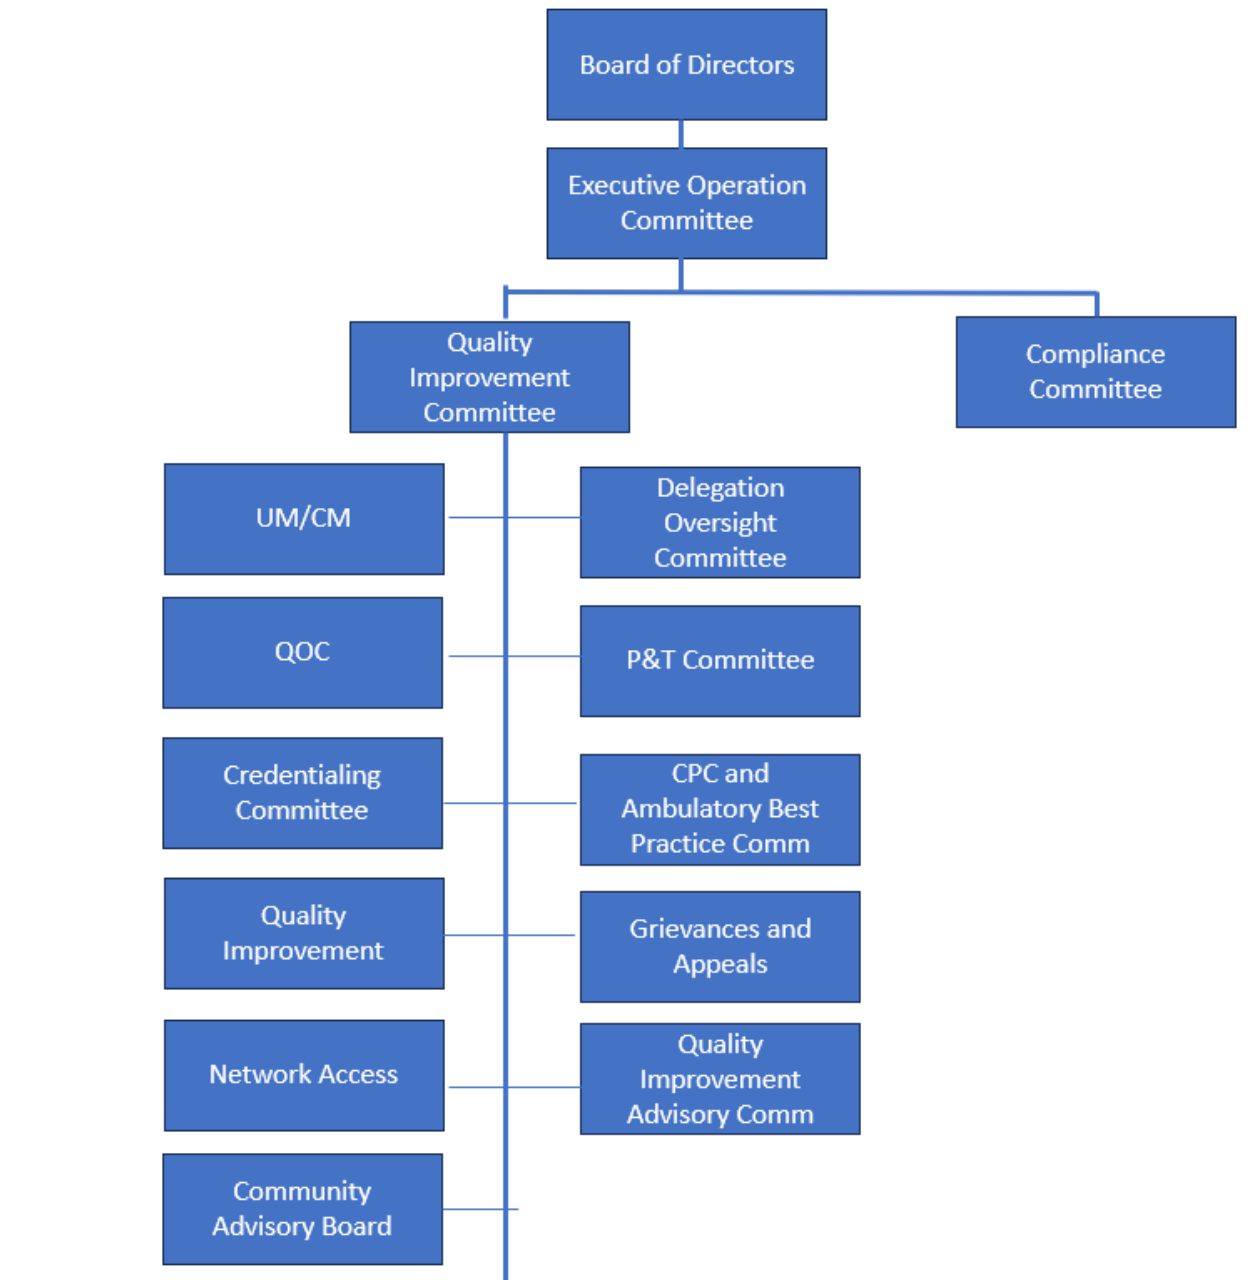 Board of Directors
Executive Operation
Committee
Quality
Improvement
Committee
Compliance
Committee
UM/CM
Delegation
Oversight
Committee
QOC
P&T Committee
Credentialing
Committee
CPC and
Ambulatory Best
Practice Comm
Quality
Improvement
Grievances and
Appeals
Network Access
Quality
Improvement
Advisory Comm
Community
Advisory Board